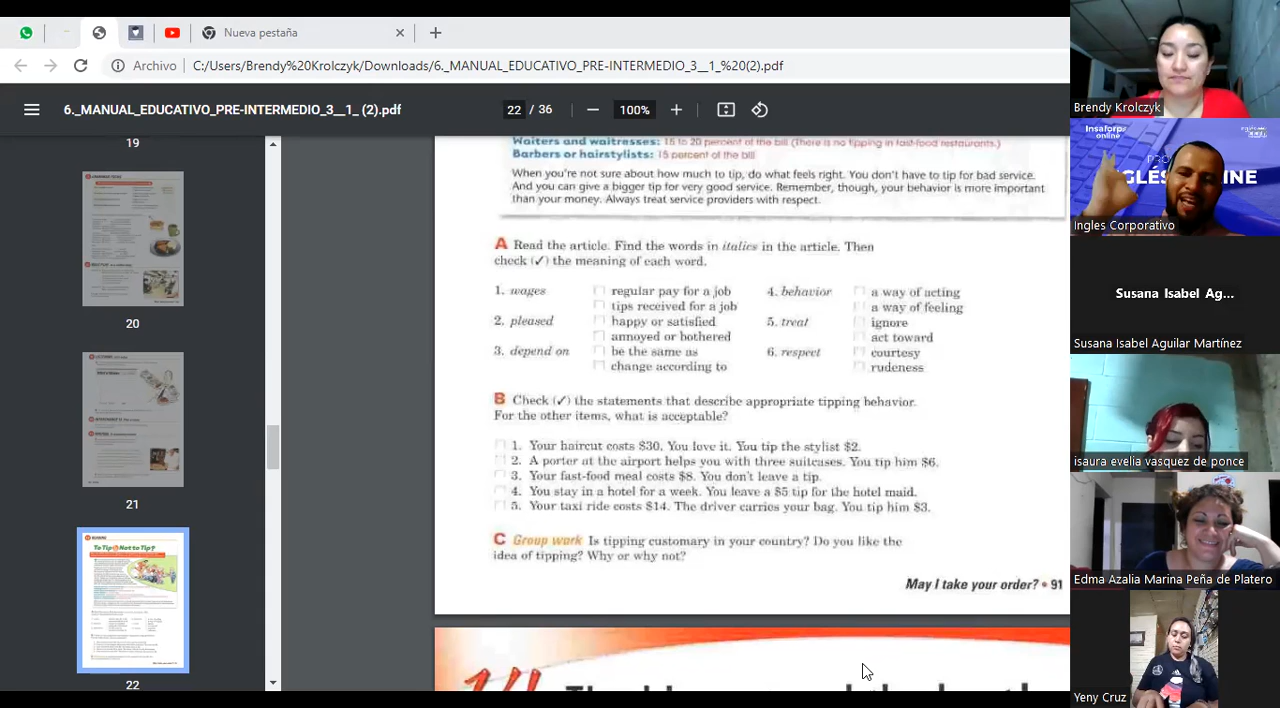 Nueva pestaña
Archivo
C:/Users/Brendy%20Krolczyk/Downloads/6._MANUAL_EDUCATIVO_PRE-INTERMEDIO_3__1_%20(2).pdf
6._MANUAL_EDUCATIVO_PRE-INTERMEDIO_3__1_ (2).pdf
22 / 36
100%
19
20
21
To Tip Not to Tip?
22
Waiters and waitresses: 15 to 20 percent of the bill (There is no tipping in fast-food restaurants.)
Barbers or hairstylists: 15 percent of the bill
When you're not sure about how much to tip, do what feels right. You don't have to tip for bad service.
And you can give a bigger tip for very good service. Remember, though, your behavior is more important
than your money. Always treat service providers with respect.
A Read the article. Find the words in italics in the article. Then
check (✓) the meaning of each word.
1. wages
regular pay for a job
tips received for a job
2. pleased
happy or satisfied
annoyed or bothered
3. depend on
be the same as
change according to
4. behavior
a way of acting
a way of feeling
5. treat
ignore
act toward
6. respect
courtesy
rudeness
B Check (✓) the statements that describe appropriate tipping behavior.
For the other items, what is acceptable?
1. Your haircut costs $30. You love it. You tip the stylist $2.
2. A porter at the airport helps you with three suitcases. You tip him $6.
3. Your fast-food meal costs $8. You don't leave a tip.
4. You stay in a hotel for a week. You leave a $5 tip for the hotel maid.
5. Your taxi ride costs $14. The driver carries your bag. You tip him $3.
C Group work Is tipping customary in your country? Do you like the
idea of tipping? Why or why not?
May I take your order? • 91
Brendy Krolczyk
Insaforp
online
INGLÉS ONLINE
Ingles Corporativo
Susana Isabel Ag...
Susana Isabel Aguilar Martínez
isaura evelia vasquez de ponce
Edma Azalia Marina Peña de Platero
Yeny Cruz